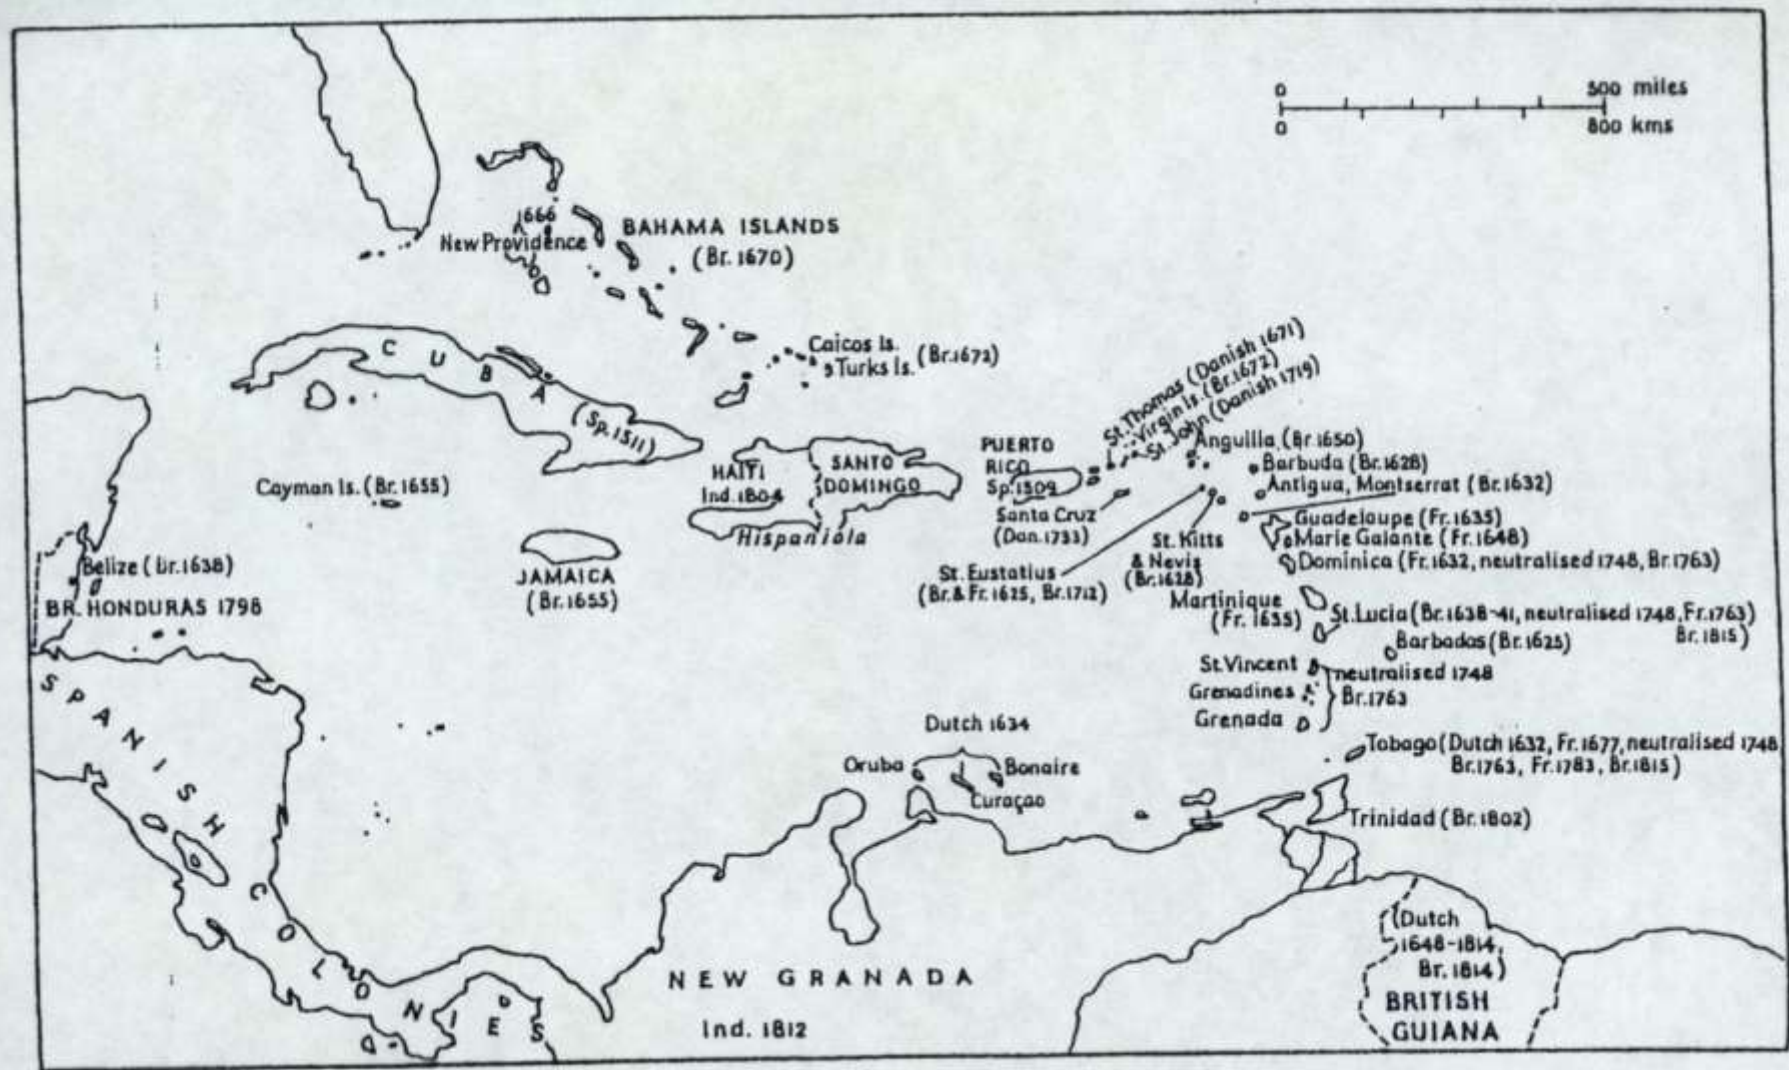 0 500 miles
0 800 kms
1666
New Providence
BAHAMA ISLANDS
(Br. 1670)
Caicos Is.
Turks Is. (Br.1672)
CUBA
(Sp.1511)
St.Thomas (Danish 1671)
Virgin Is.(Br.1672)
St.John (Danish 1719)
Anguilla (Br.1650)
Barbuda (Br.1628)
Antigua, Montserrat (Br.1632)
PUERTO
RICO
Sp.1509
HAITI
Ind.1804
SANTO
DOMINGO
Hispaniola
Cayman Is. (Br.1655)
Santa Cruz
(Dan.1733)
Guadeloupe (Fr.1635)
Marie Galante (Fr.1648)
Dominica (Fr.1632, neutralised 1748, Br.1763)
St. Kitts
& Nevis
(Br.1628)
St. Eustatius
(Br.& Fr.1625, Br.1712)
Belize (Br.1638)
BR. HONDURAS 1798
JAMAICA
(Br.1655)
Martinique
(Fr. 1635)
St.Lucia (Br.1638-41, neutralised 1748, Fr.1763)
Br.1815)
Barbados (Br.1625)
St.Vincent
Grenadines
Grenada
neutralised 1748
Br.1763
SPANISH COLONIES
Dutch 1634
Oruba
Bonaire
Curaçao
Tobago (Dutch 1632, Fr.1677, neutralised 1748
Br.1763, Fr.1783, Br.1815)
Trinidad (Br.1802)
NEW GRANADA
Ind. 1812
(Dutch
1648-1814,
Br. 1814)
BRITISH
GUIANA